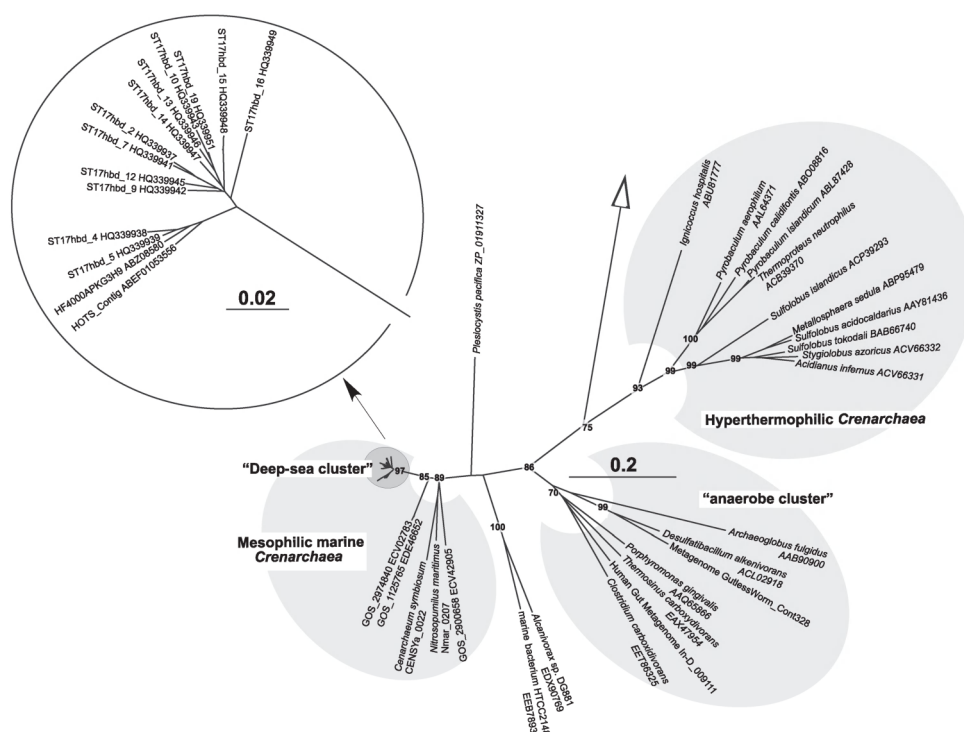 ST17hbd_16 HQ339949
ST17hbd_15 HQ339948
ST17hbd_19 HQ339951
ST17hbd_10 HQ339943
ST17hbd_13 HQ339946
ST17hbd_14 HQ339947
ST17hbd_2 HQ339937
ST17hbd_7 HQ339941
ST17hbd_12 HQ339945
ST17hbd_9 HQ339942
ST17hbd_4 HQ339938
ST17hbd_5 HQ339939
HF4000APKG3H9 ABZ08580
HOTS_Contig ABEF01053556
0.02
Plesiocystis pacifica ZP_01911327
Ignicoccus hospitalis
ABU81777
Pyrobaculum aerophilum
AAL64371
Pyrobaculum calidifontis ABO08816
Pyrobaculum islandicum ABL87428
Thermoproteus neutrophilus
ACB39370
Sulfolobus islandicus ACP39293
Metallosphaera sedula ABP95479
Sulfolobus acidocaldarius AAY81436
Sulfolobus tokodaii BAB66740
Stygiolobus azoricus ACV66332
Acidianus infernus ACV66331
100
99
99
99
93
75
Hyperthermophilic Crenarchaea
"Deep-sea cluster"
97
85
89
86
0.2
70
99
"anaerobe cluster"
Mesophilic marine
Crenarchaea
100
GOS_2974840 ECV02783
GOS_1125765 EDE46652
Cenarchaeum symbiosum
CENSYa_0022
Nitrosopumilus maritimus
Nmar_0207
GOS_2900658 ECV42905
Alcanivorax sp. DG881
EDX90769
marine bacterium HTCC214
EEB7893
Archaeoglobus fulgidus
AAB90900
Desulfatibacillum alkenivorans
ACL02918
Metagenome GutlessWorm_Cont328
Porphyromonas gingivalis
AAQ65866
Thermosinus carboxydivorans
EAX47954
Human Gut Metagenome In-D_009111
Clostridium carboxidivorans
EET86325